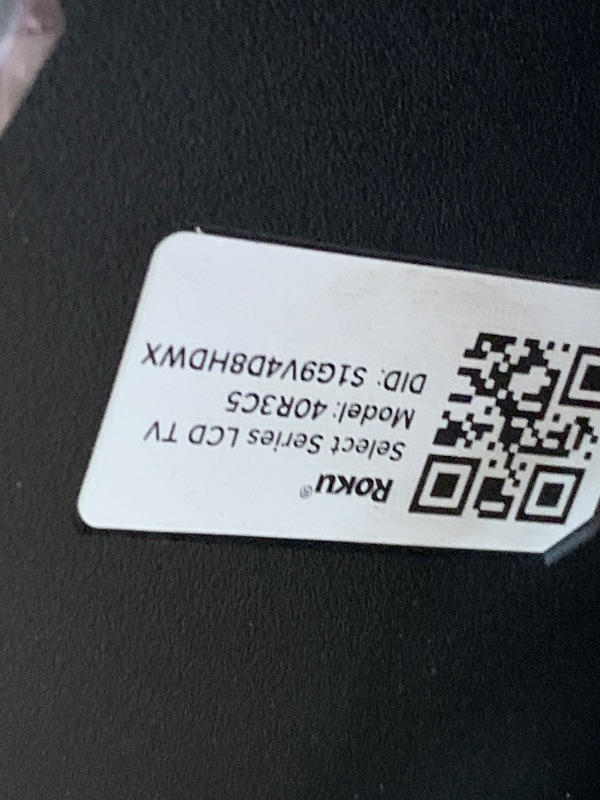 ROKU®
Select Series LCD TV
Model: 40R3C5
DID: S1G9V4D8HDWX